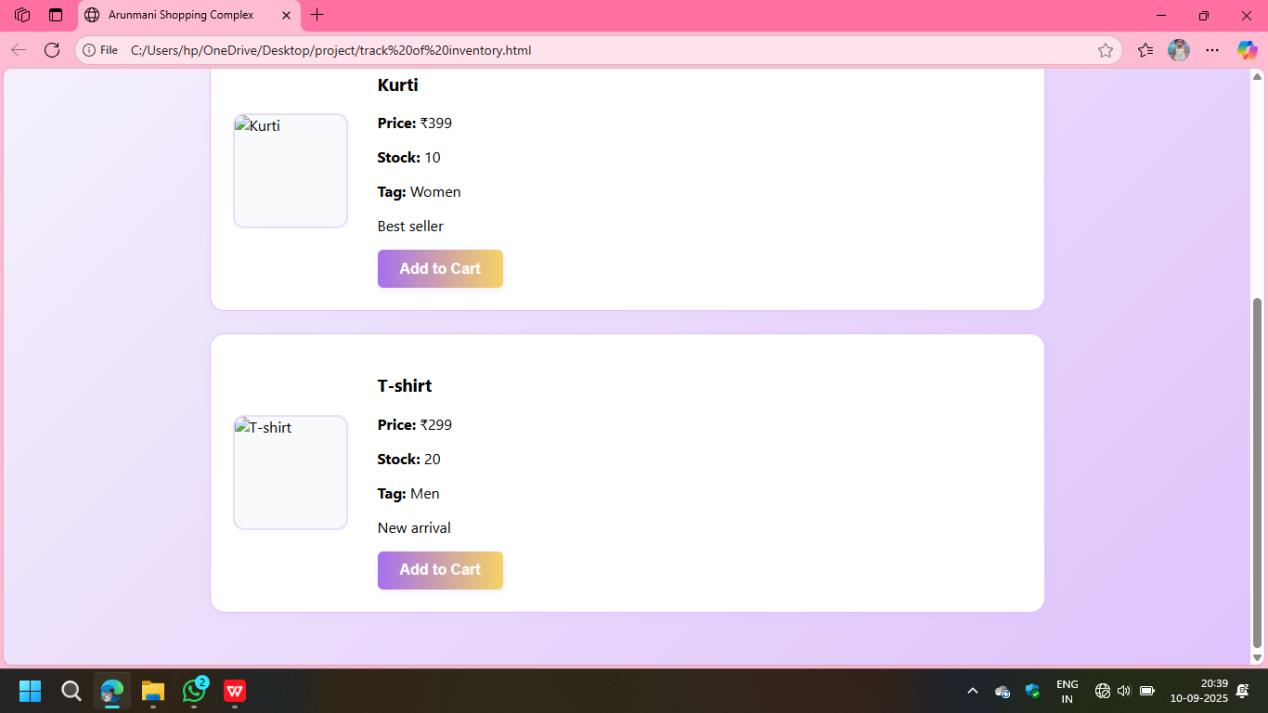 Arunmani Shopping Complex
File C:/Users/hp/OneDrive/Desktop/project/track%20of%20inventory.html
Kurti
Kurti
Price: ₹399
Stock: 10
Tag: Women
Best seller
Add to Cart
T-shirt
T-shirt
Price: ₹299
Stock: 20
Tag: Men
New arrival
Add to Cart
2
W
ENG
IN
20:39
10-09-2025